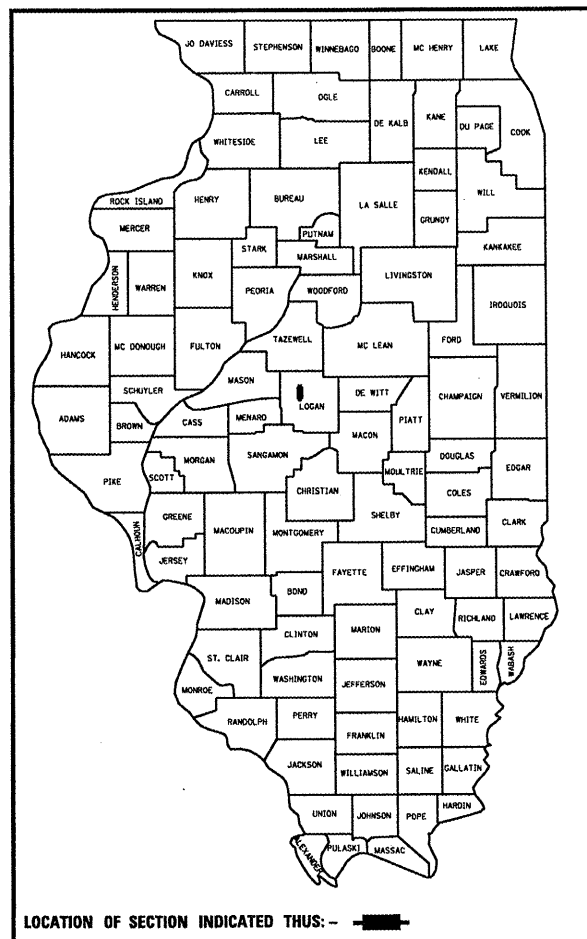 JO DAVIESS STEPHENSON WINNEBAGO BOONE MC HENRY LAKE
CARROLL OGLE
DE KALB KANE DU PAGE COOK
WHITESIDE LEE
KENDALL WILL
ROCK ISLAND HENRY BUREAU LA SALLE
GRUNDY
MERCER PUTNAM
STARK MARSHALL KANKAKEE
HENDERSON WARREN KNOX PEORIA WOODFORD LIVINGSTON IROQUOIS
TAZEWELL FORD
HANCOCK MC DONOUGH FULTON MC LEAN
MASON
SCHUYLER LOGAN DE WITT CHAMPAIGN VERMILION
ADAMS BROWN CASS MENARD PIATT
MACON
MORGAN SANGAMON DOUGLAS EDGAR
PIKE SCOTT MOULTRIE
CHRISTIAN COLES
GREENE SHELBY
CALHOUN MACOUPIN MONTGOMERY CUMBERLAND CLARK
JERSEY FAYETTE EFFINGHAM JASPER CRAWFORD
MADISON BOND
CLAY RICHLAND LAWRENCE
CLINTON MARION
ST. CLAIR WAYNE EDWARDS WABASH
WASHINGTON JEFFERSON
MONROE
RANDOLPH PERRY HAMILTON WHITE
FRANKLIN
JACKSON WILLIAMSON SALINE GALLATIN
UNION JOHNSON POPE HARDIN
ALEXANDER PULASKI MASSAC
LOCATION OF SECTION INDICATED THUS: -